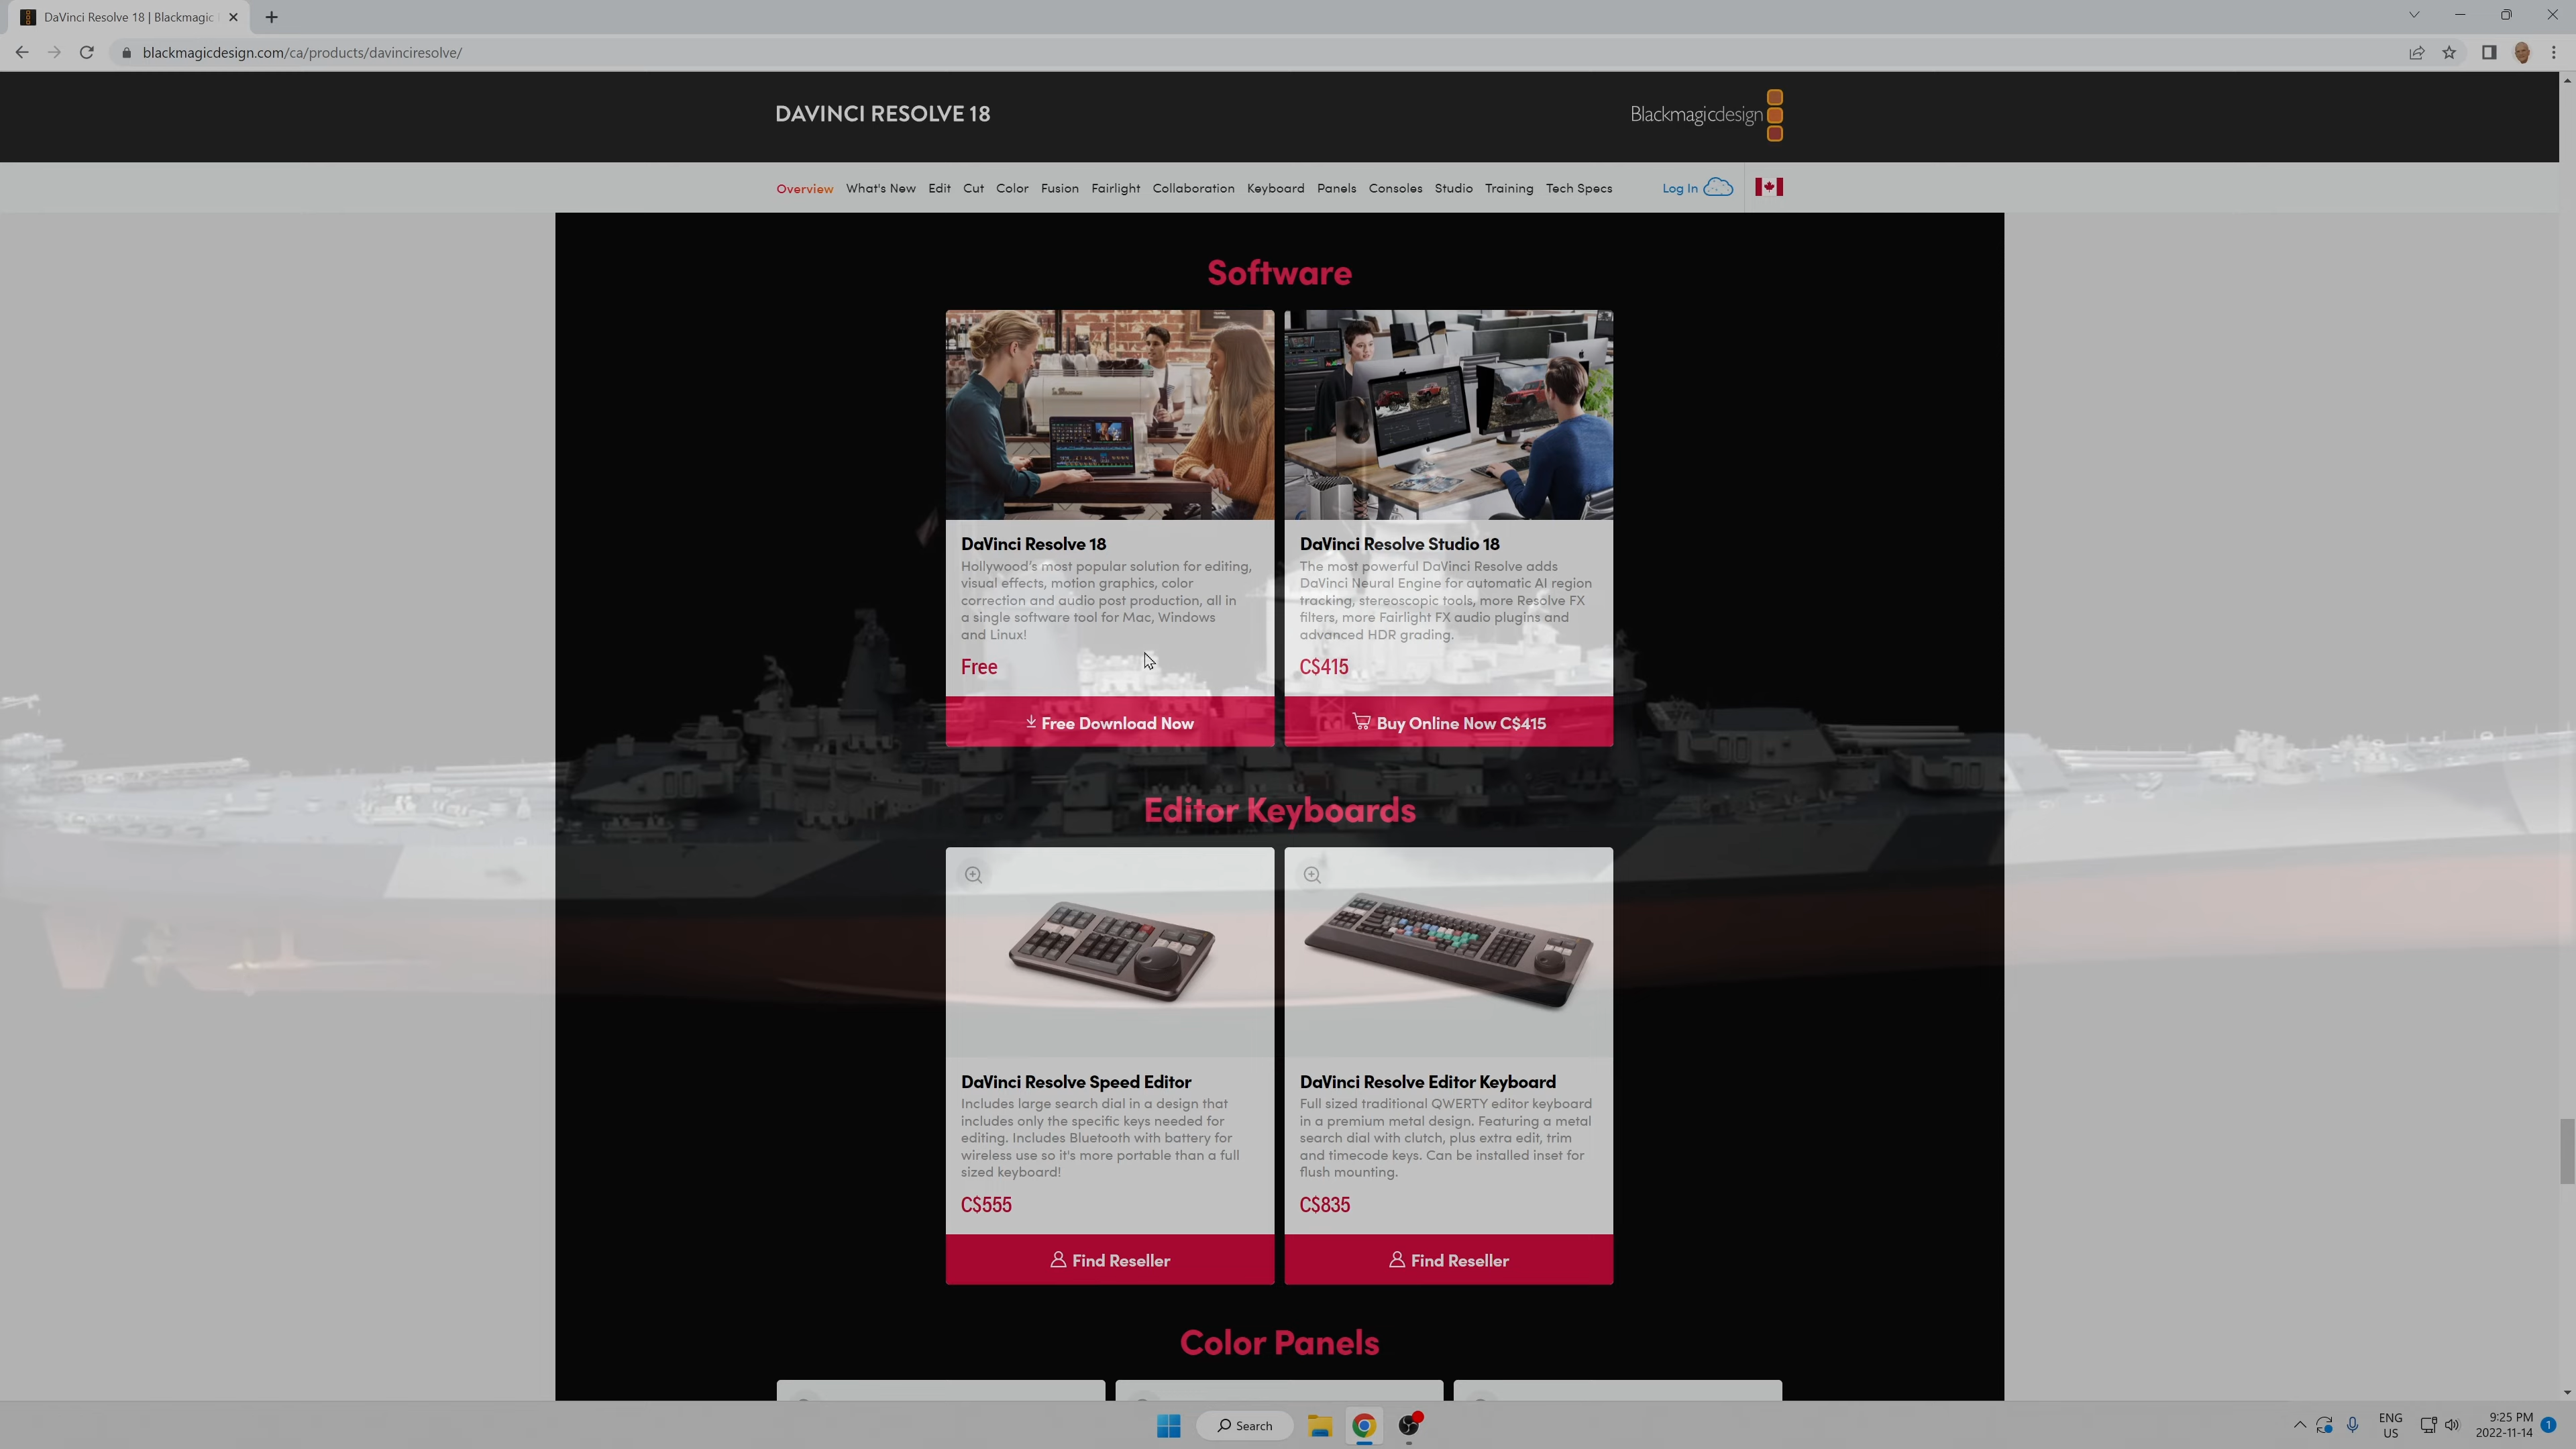 DaVinci Resolve 18 | Blackmagic
blackmagicdesign.com/ca/products/davinciresolve/
DAVINCI RESOLVE 18
Blackmagicdesign
Overview What's New Edit Cut Color Fusion Fairlight Collaboration Keyboard Panels Consoles Studio Training Tech Specs Log In
Software
DaVinci Resolve 18
Hollywood's most popular solution for editing,
visual effects, motion graphics, color
correction and audio post production, all in
a single software tool for Mac, Windows
and Linux!
Free
Free Download Now
DaVinci Resolve Studio 18
The most powerful DaVinci Resolve adds
DaVinci Neural Engine for automatic AI region
tracking, stereoscopic tools, more Resolve FX
filters, more Fairlight FX audio plugins and
advanced HDR grading.
C$415
Buy Online Now C$415
Editor Keyboards
DaVinci Resolve Speed Editor
Includes large search dial in a design that
includes only the specific keys needed for
editing. Includes Bluetooth with battery for
wireless use so it's more portable than a full
sized keyboard!
C$555
Find Reseller
DaVinci Resolve Editor Keyboard
Full sized traditional QWERTY editor keyboard
in a premium metal design. Featuring a metal
search dial with clutch, plus extra edit, trim
and timecode keys. Can be installed inset for
flush mounting.
C$835
Find Reseller
Color Panels
Search
ENG
US
9:25 PM
2022-11-14
1